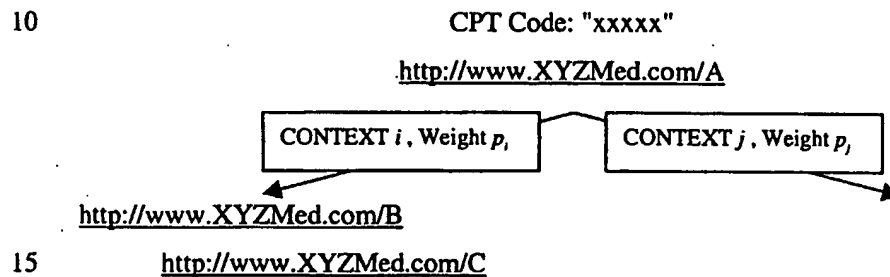 10 CPT Code: "xxxxx"
http://www.XYZMed.com/A
CONTEXT i, Weight pᵢ CONTEXT j, Weight pⱼ
http://www.XYZMed.com/B
15 http://www.XYZMed.com/C